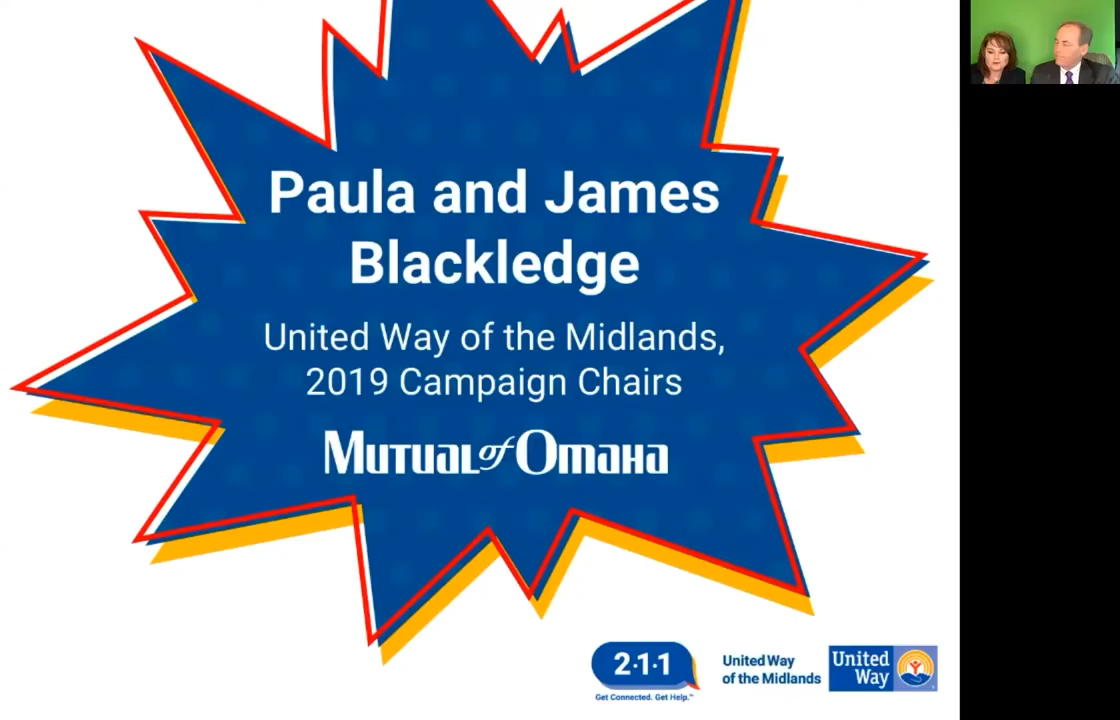 Paula and James
Blackledge
United Way of the Midlands,
2019 Campaign Chairs
Mutual of Omaha
2·1·1
Get Connected. Get Help.™
United Way
of the Midlands
United
Way